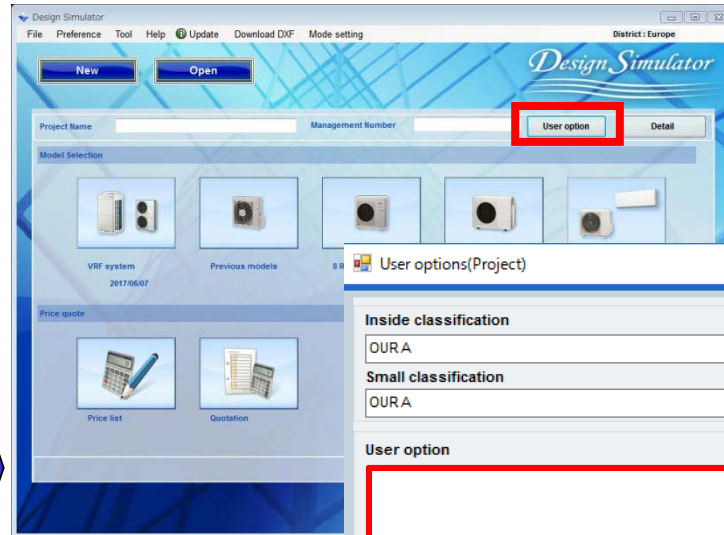 Design Simulator
File Preference Tool Help Update Download DXF Mode setting District : Europe
New Open Design Simulator
Project Name Management Number User option Detail
Model Selection
VRF system Previous models 8 R
2017/06/07
Price quote
Price list Quotation
User options(Project)
Inside classification
OUR A
Small classification
OUR A
User option